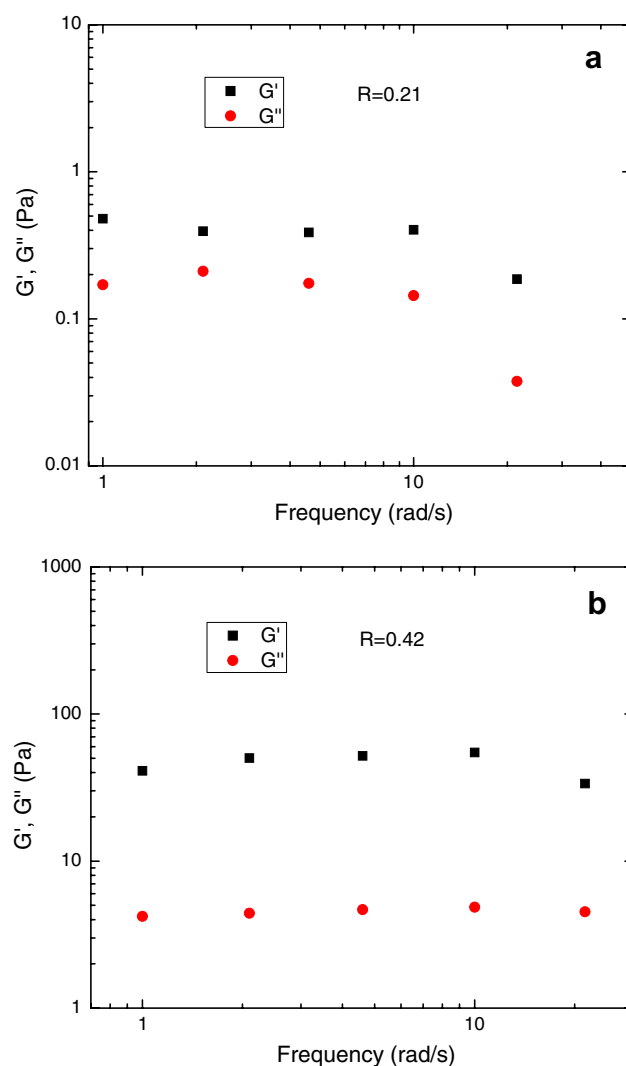 10
a
G'
R=0.21
G''
1
G', G'' (Pa)
0.1
0.01
1
10
Frequency (rad/s)
1000
b
G'
R=0.42
G''
100
G', G'' (Pa)
10
1
1
10
Frequency (rad/s)